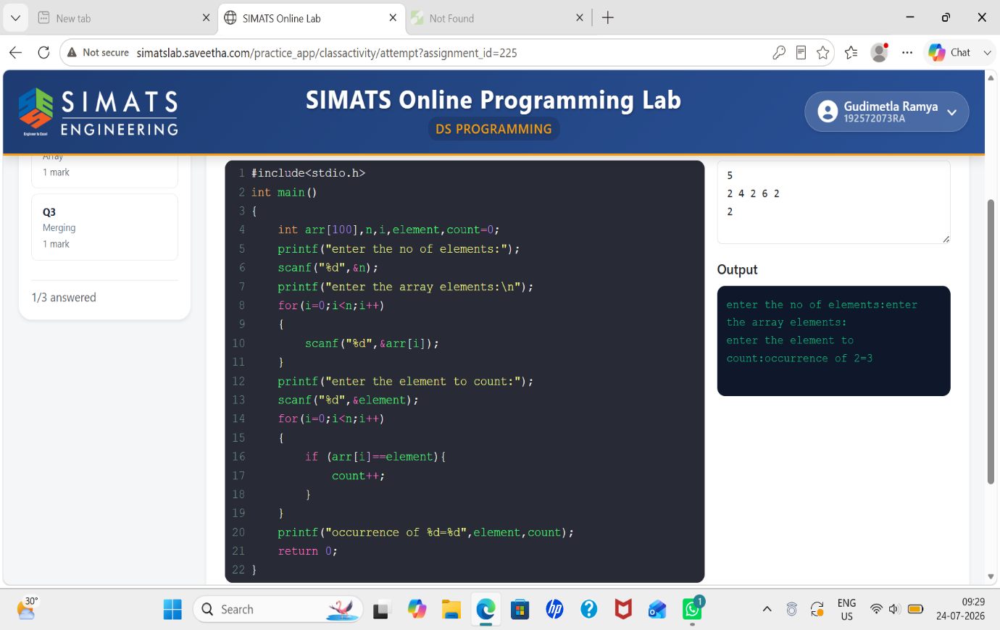 New tab
SIMATS Online Lab
Not Found
Not secure
simatslab.saveetha.com/practice_app/classactivity/attempt?assignment_id=225
Chat
SIMATS
ENGINEERING
Engineer to Excel
SIMATS Online Programming Lab
DS PROGRAMMING
Gudimetla Ramya
192572073RA
Array
1 mark
Q3
Merging
1 mark
1/3 answered
1 #include<stdio.h>
2 int main()
3 {
4     int arr[100],n,i,element,count=0;
5     printf("enter the no of elements:");
6     scanf("%d",&n);
7     printf("enter the array elements:\n");
8     for(i=0;i<n;i++)
9     {
10         scanf("%d",&arr[i]);
11     }
12     printf("enter the element to count:");
13     scanf("%d",&element);
14     for(i=0;i<n;i++)
15     {
16         if (arr[i]==element){
17             count++;
18         }
19     }
20     printf("occurrence of %d=%d",element,count);
21     return 0;
22 }
5
2 4 2 6 2
2
Output
enter the no of elements:enter
the array elements:
enter the element to
count:occurrence of 2=3
30°
Search
hp
1
ENG
US
09:29
24-07-2026